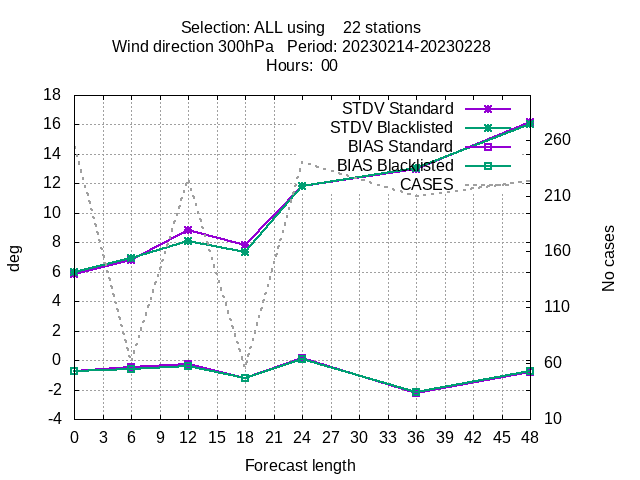 Selection: ALL using    22 stations
Wind direction 300hPa   Period: 20230214-20230228
Hours:  00
STDV Standard
STDV Blacklisted
BIAS Standard
BIAS Blacklisted
CASES
18
16
14
12
10
8
6
4
2
0
-2
-4
deg
260
210
160
110
60
10
No cases
0 3 6 9 12 15 18 21 24 27 30 33 36 39 42 45 48
Forecast length